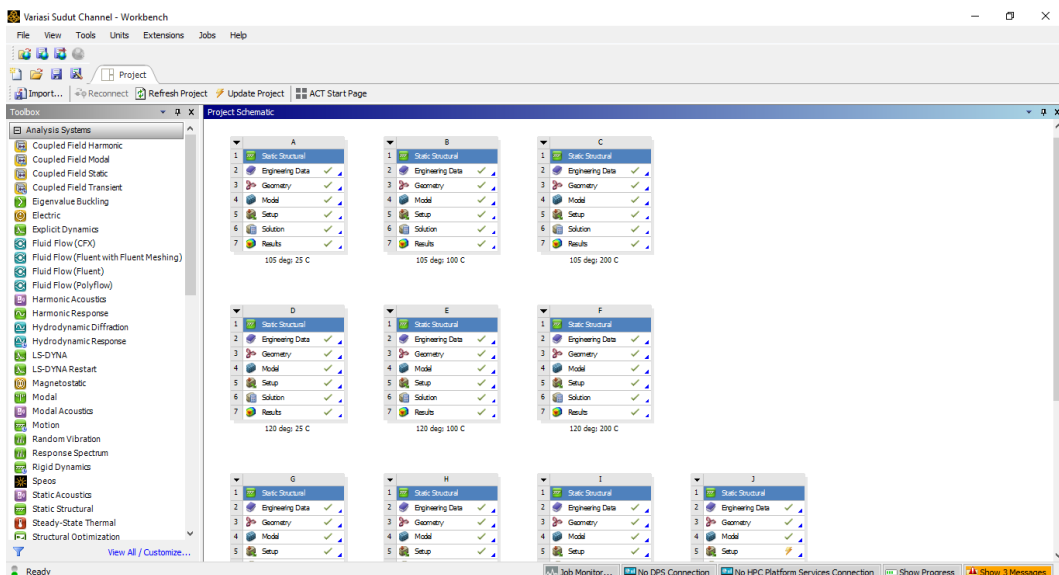 Variasi Sudut Channel - Workbench
File View Tools Units Extensions Jobs Help
Project
Import... Reconnect Refresh Project Update Project ACT Start Page
Toolbox
Analysis Systems
Coupled Field Harmonic
Coupled Field Modal
Coupled Field Static
Coupled Field Transient
Eigenvalue Buckling
Electric
Explicit Dynamics
Fluid Flow (CFX)
Fluid Flow (Fluent with Fluent Meshing)
Fluid Flow (Fluent)
Fluid Flow (Polyflow)
Harmonic Acoustics
Harmonic Response
Hydrodynamic Diffraction
Hydrodynamic Response
LS-DYNA
LS-DYNA Restart
Magnetostatic
Modal
Modal Acoustics
Motion
Random Vibration
Response Spectrum
Rigid Dynamics
Speos
Static Acoustics
Static Structural
Steady-State Thermal
Structural Optimization
View All / Customize...
Project Schematic
A
1 Static Structural
2 Engineering Data
3 Geometry
4 Model
5 Setup
6 Solution
7 Results
105 deg; 25 C
B
1 Static Structural
2 Engineering Data
3 Geometry
4 Model
5 Setup
6 Solution
7 Results
105 deg; 100 C
C
1 Static Structural
2 Engineering Data
3 Geometry
4 Model
5 Setup
6 Solution
7 Results
105 deg; 200 C
D
1 Static Structural
2 Engineering Data
3 Geometry
4 Model
5 Setup
6 Solution
7 Results
120 deg; 25 C
E
1 Static Structural
2 Engineering Data
3 Geometry
4 Model
5 Setup
6 Solution
7 Results
120 deg; 100 C
F
1 Static Structural
2 Engineering Data
3 Geometry
4 Model
5 Setup
6 Solution
7 Results
120 deg; 200 C
G
1 Static Structural
2 Engineering Data
3 Geometry
4 Model
5 Setup
H
1 Static Structural
2 Engineering Data
3 Geometry
4 Model
5 Setup
I
1 Static Structural
2 Engineering Data
3 Geometry
4 Model
5 Setup
J
1 Static Structural
2 Engineering Data
3 Geometry
4 Model
5 Setup
Ready
Job Monitor... No DPS Connection No HPC Platform Services Connection Show Progress Show 3 Messages